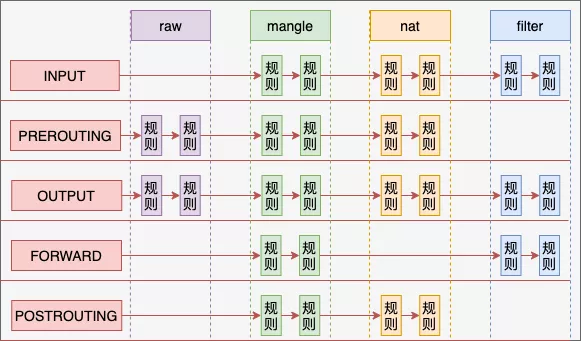 raw mangle nat filter
INPUT 规则 规则 规则 规则 规则 规则
PREROUTING 规则 规则 规则 规则 规则 规则
OUTPUT 规则 规则 规则 规则 规则 规则 规则 规则
FORWARD 规则 规则 规则 规则
POSTROUTING 规则 规则 规则 规则